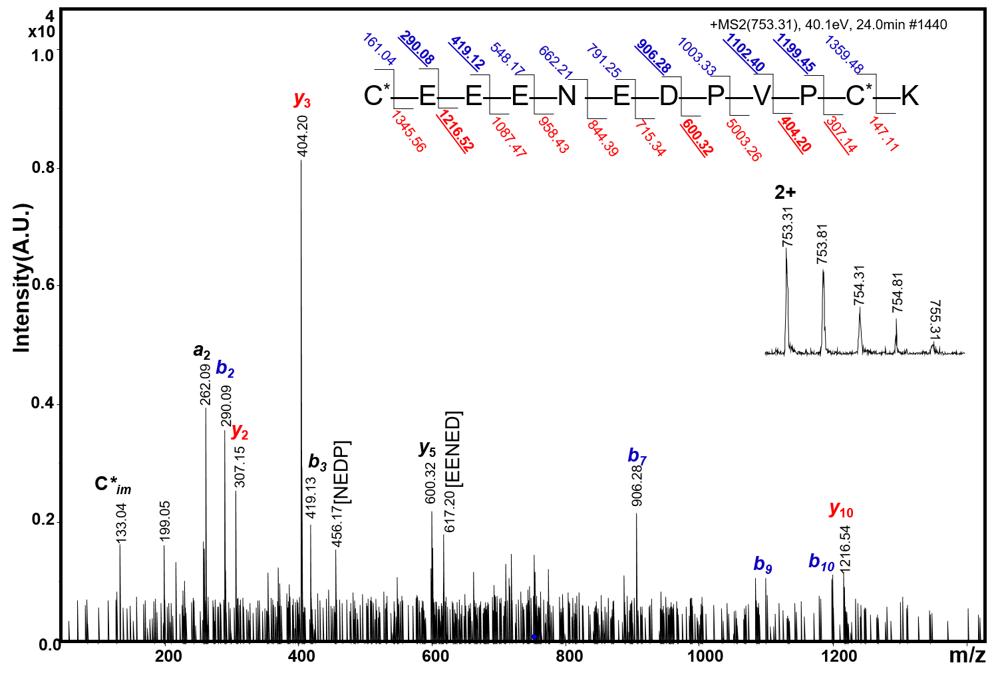 4
x10
1.0
0.8
0.6
0.4
0.2
0.0
Intensity(A.U.)
+MS2(753.31), 40.1eV, 24.0min #1440
161.04 290.08 419.12 548.17 662.21 791.25 906.28 1003.33 1102.40 1199.45 1359.48
C* E E E N E D P V P C* K
1345.56 1216.52 1087.47 958.43 844.39 715.34 600.32 5003.26 404.20 307.14 147.11
2+
753.31 753.81 754.31 754.81 755.31
C*im
133.04
199.05
a2
262.09
b2
290.09
y2
307.15
y3
404.20
b3
419.13
456.17 [NEDP]
y5
600.32
617.20 [EENED]
b7
906.28
b9
b10
y10
1216.54
200 400 600 800 1000 1200 m/z